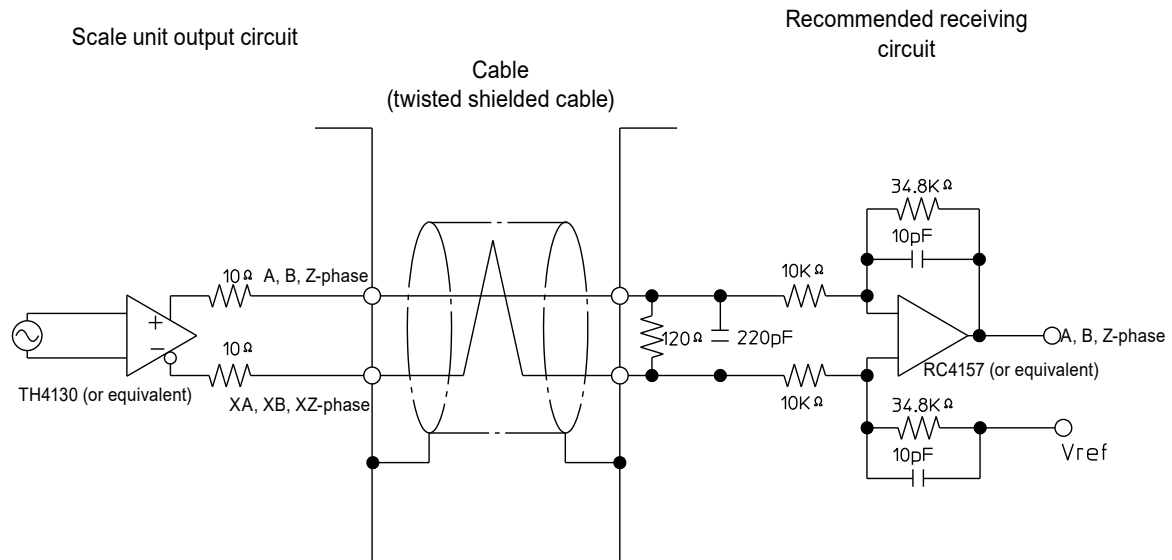 Scale unit output circuit
Recommended receiving
circuit
Cable
(twisted shielded cable)
34.8KΩ
10pF
10Ω
A, B, Z-phase
10KΩ
+
−
120Ω
220pF
A, B, Z-phase
10Ω
TH4130 (or equivalent)
XA, XB, XZ-phase
RC4157 (or equivalent)
10KΩ
34.8KΩ
10pF
Vref